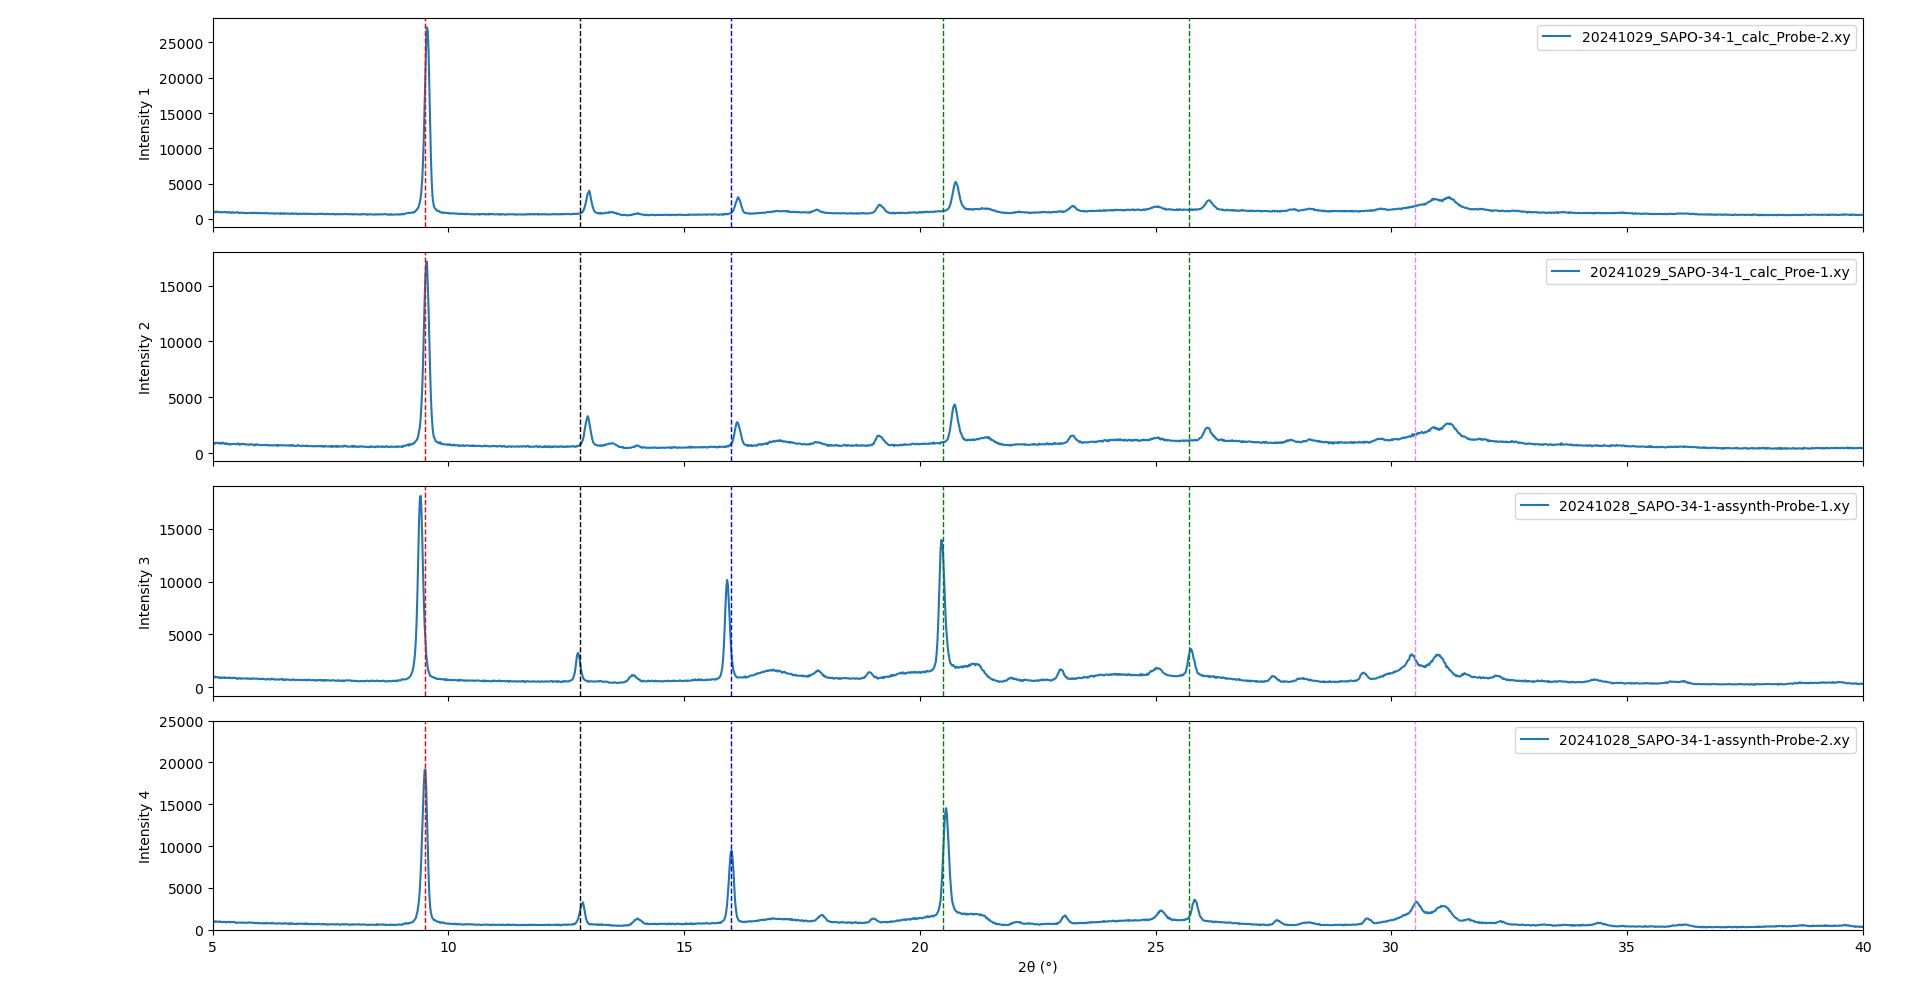 25000
20000
15000
10000
5000
0
Intensity 1
20241029_SAPO-34-1_calc_Probe-2.xy
15000
10000
5000
0
Intensity 2
20241029_SAPO-34-1_calc_Proe-1.xy
15000
10000
5000
0
Intensity 3
20241028_SAPO-34-1-assynth-Probe-1.xy
25000
20000
15000
10000
5000
0
Intensity 4
20241028_SAPO-34-1-assynth-Probe-2.xy
5 10 15 20 25 30 35 40
2θ (°)